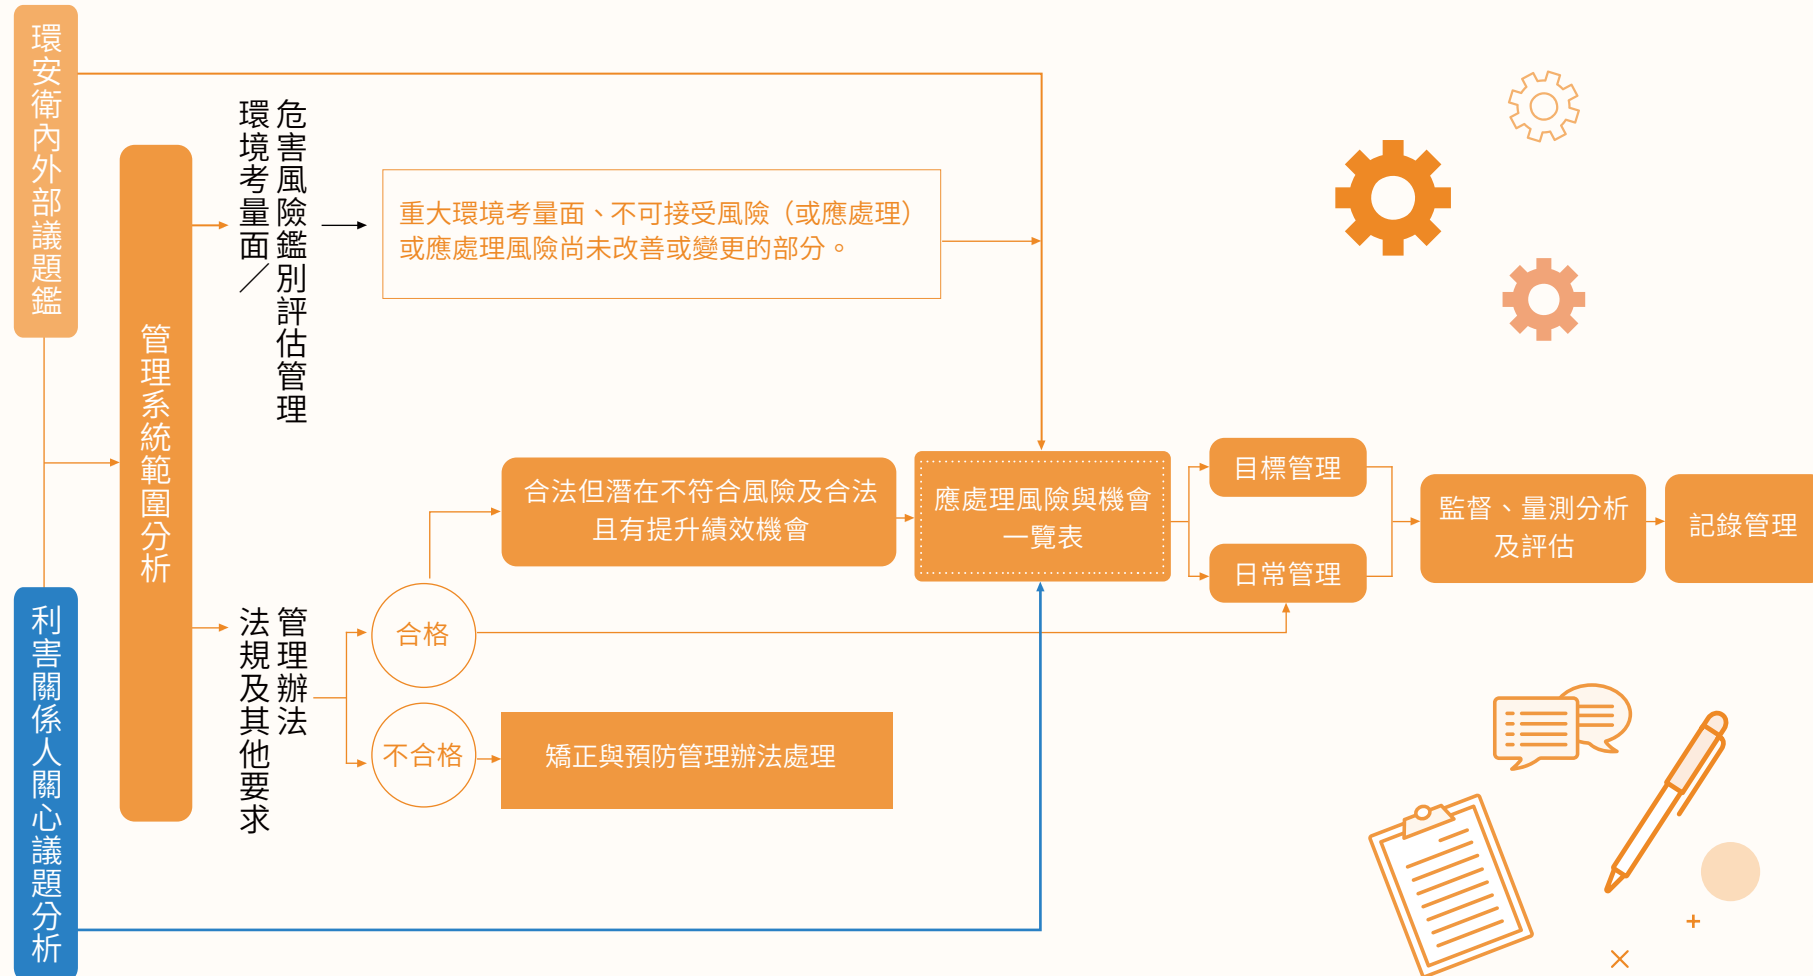 環安衛內外部議題鑑
利害關係人關心議題分析
管理系統範圍分析
環境考量面／
危害風險鑑別評估管理
重大環境考量面、不可接受風險（或應處理）
或應處理風險尚未改善或變更的部分。
法規及其他要求
管理辦法
合格
不合格
合法但潛在不符合風險及合法
且有提升績效機會
矯正與預防管理辦法處理
應處理風險與機會
一覽表
目標管理
日常管理
監督、量測分析
及評估
記錄管理